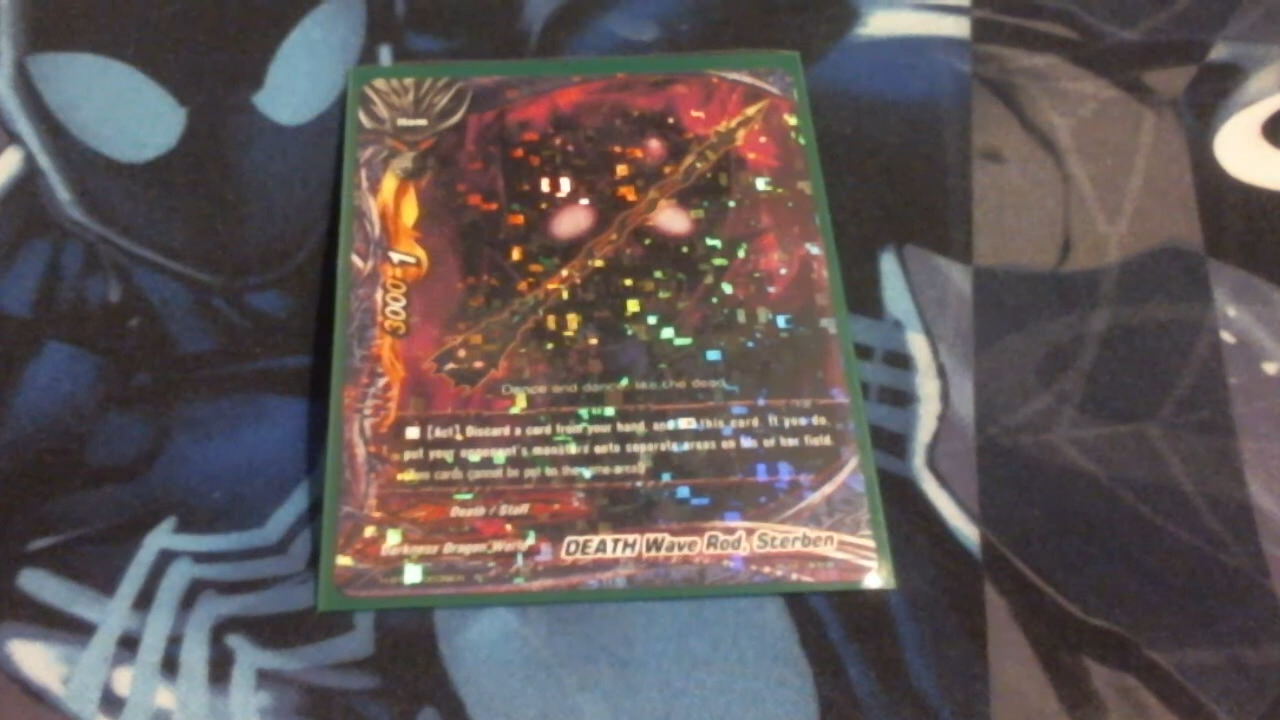 Item
3000 1
Dance and dance, like the dead.
[Act] Discard a card from your hand, and this card. If you do,
put your opponent's monsters onto separate areas on his or her field.
cards cannot be put on the same area)
Death / Staff
Darkness Dragon World
DEATH Wave Rod, Sterben